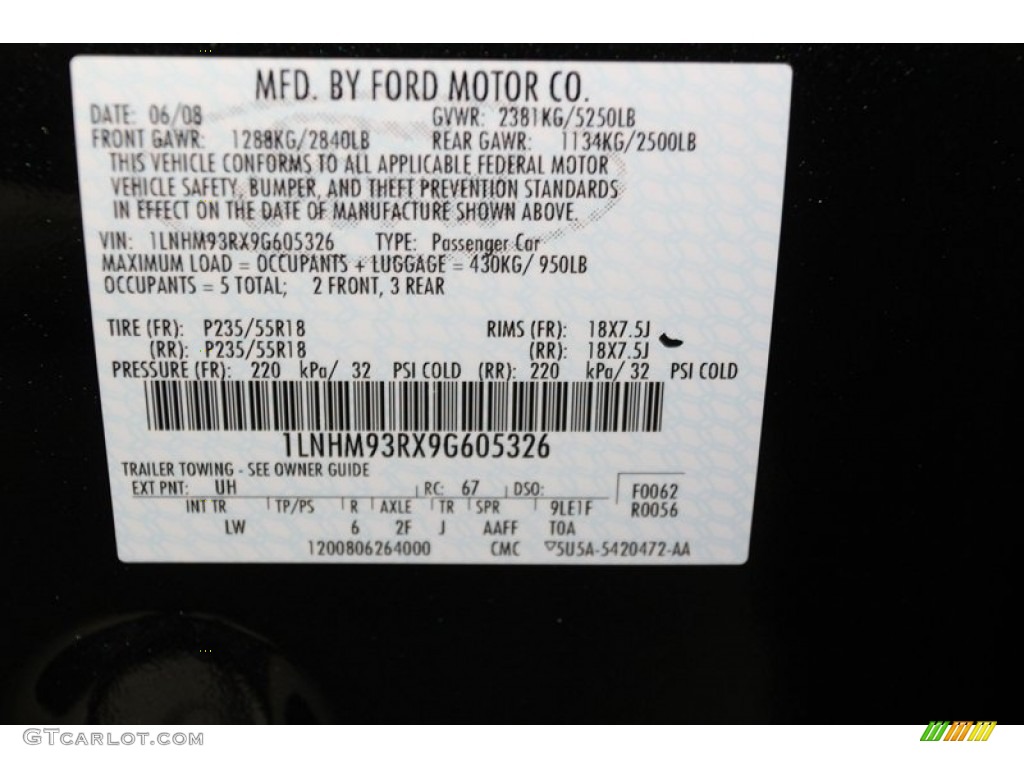 MFD. BY FORD MOTOR CO.
DATE: 06/08 GVWR: 2381KG/5250LB
FRONT GAWR: 1288KG/2840LB REAR GAWR: 1134KG/2500LB
THIS VEHICLE CONFORMS TO ALL APPLICABLE FEDERAL MOTOR
VEHICLE SAFETY, BUMPER, AND THEFT PREVENTION STANDARDS
IN EFFECT ON THE DATE OF MANUFACTURE SHOWN ABOVE.
VIN: 1LNHM93RX9G605326 TYPE: Passenger Car
MAXIMUM LOAD = OCCUPANTS + LUGGAGE = 430KG/ 950LB
OCCUPANTS = 5 TOTAL; 2 FRONT, 3 REAR
TIRE (FR): P235/55R18 RIMS (FR): 18X7.5J
(RR): P235/55R18 (RR): 18X7.5J
PRESSURE (FR): 220 kPa/ 32 PSI COLD (RR): 220 kPa/ 32 PSI COLD
1LNHM93RX9G605326
TRAILER TOWING - SEE OWNER GUIDE
EXT PNT: UH RC: 67 DSO: F0062
INT TR TP/PS R AXLE TR SPR 9LE1F R0056
LW 6 2F J AAFF TOA
1200806264000 CMC ▽5U5A-5420472-AA
GTCARLOT.COM